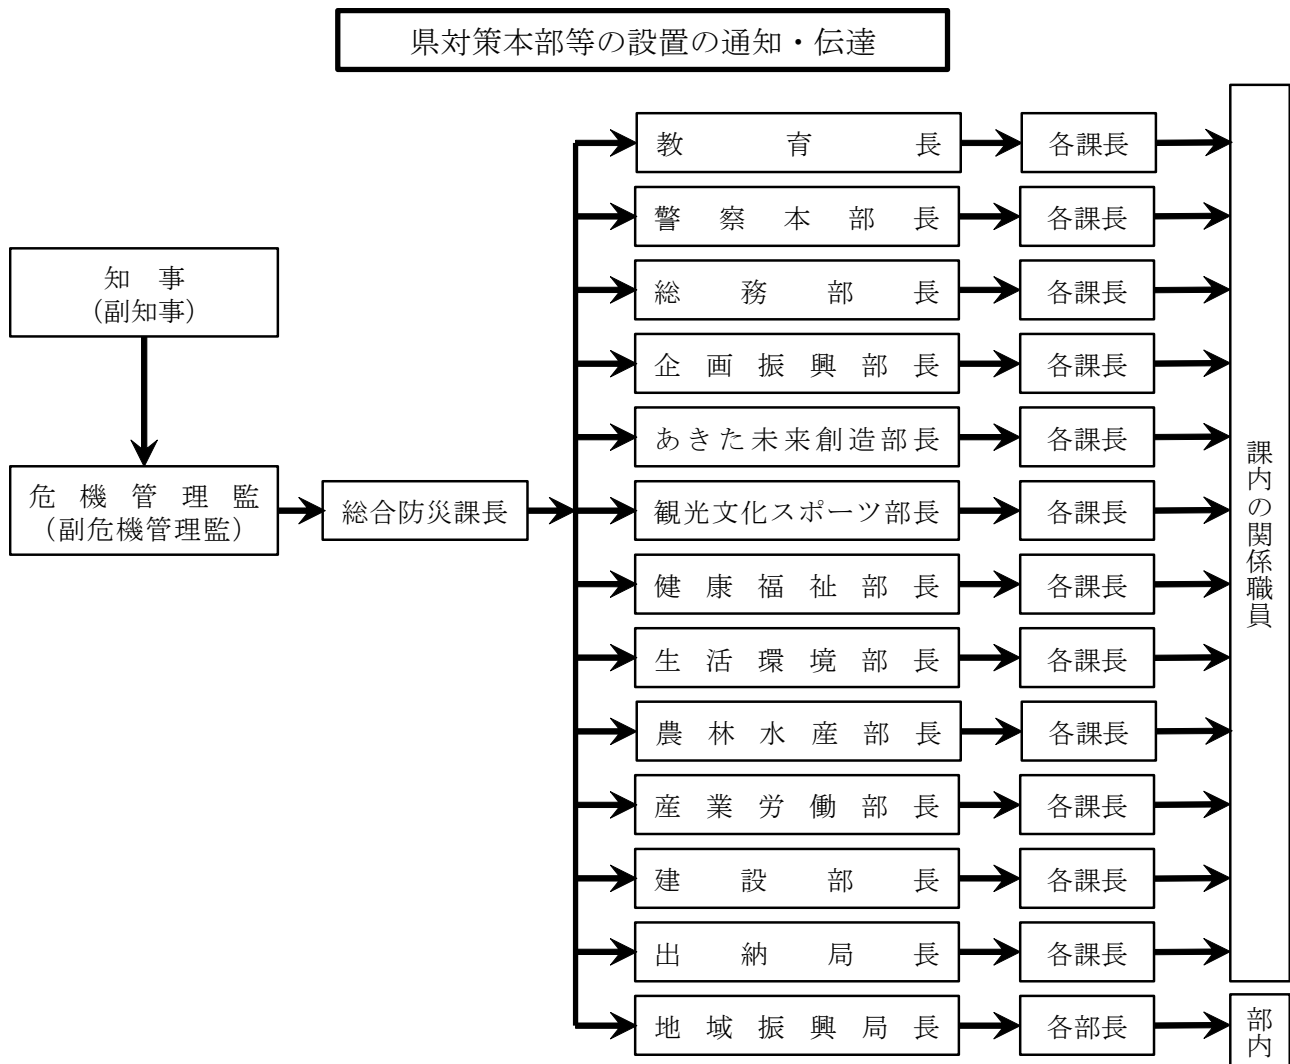 県対策本部等の設置の通知・伝達
知　事
（副知事）
危機管理監
（副危機管理監）
総合防災課長
教育長
各課長
警察本部長
各課長
総務部長
各課長
企画振興部長
各課長
あきた未来創造部長
各課長
観光文化スポーツ部長
各課長
健康福祉部長
各課長
生活環境部長
各課長
農林水産部長
各課長
産業労働部長
各課長
建設部長
各課長
出納局長
各課長
地域振興局長
各部長
課内の関係職員
部内